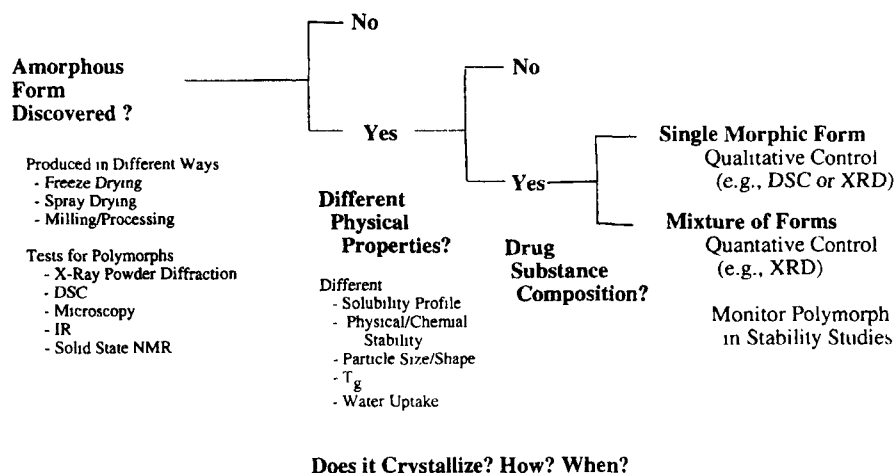 No
Amorphous
Form
Discovered ?
No
Yes
Single Morphic Form
Qualitative Control
(e.g., DSC or XRD)
Yes
Mixture of Forms
Quantative Control
(e.g., XRD)
Monitor Polymorph
in Stability Studies
Produced in Different Ways
- Freeze Drying
- Spray Drying
- Milling/Processing
Tests for Polymorphs
- X-Ray Powder Diffraction
- DSC
- Microscopy
- IR
- Solid State NMR
Different
Physical
Properties?
Different
- Solubility Profile
- Physical/Chemial
Stability
- Particle Size/Shape
- Tg
- Water Uptake
Drug
Substance
Composition?
Does it Crystallize? How? When?